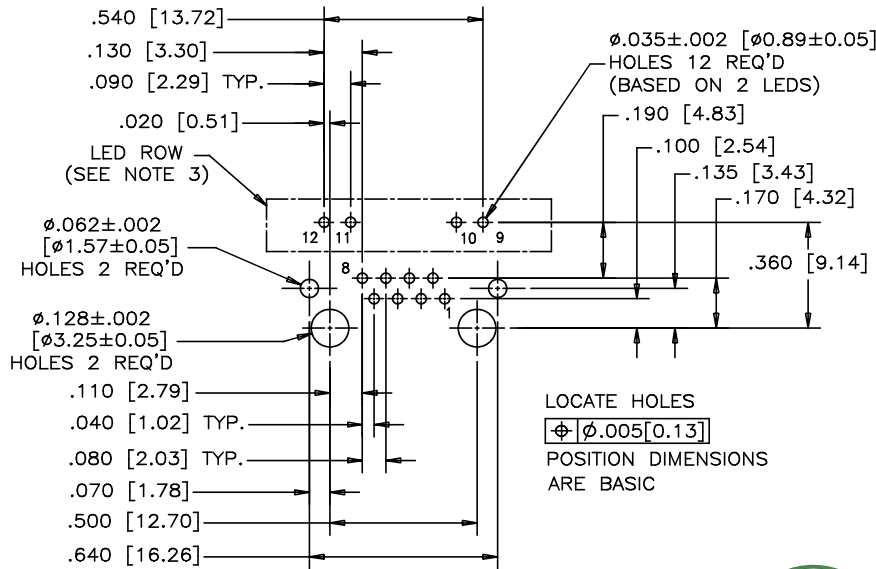 .540 [13.72]
.130 [3.30]
.090 [2.29] TYP.
.020 [0.51]
LED ROW
(SEE NOTE 3)
ø.062±.002
[ø1.57±0.05]
HOLES 2 REQ'D
ø.128±.002
[ø3.25±0.05]
HOLES 2 REQ'D
ø.035±.002 [ø0.89±0.05]
HOLES 12 REQ'D
(BASED ON 2 LEDS)
.190 [4.83]
.100 [2.54]
.135 [3.43]
.170 [4.32]
.360 [9.14]
12 11 10 9
8
1
.110 [2.79]
.040 [1.02] TYP.
.080 [2.03] TYP.
.070 [1.78]
.500 [12.70]
.640 [16.26]
LOCATE HOLES
⌖ ø.005[0.13]
POSITION DIMENSIONS
ARE BASIC